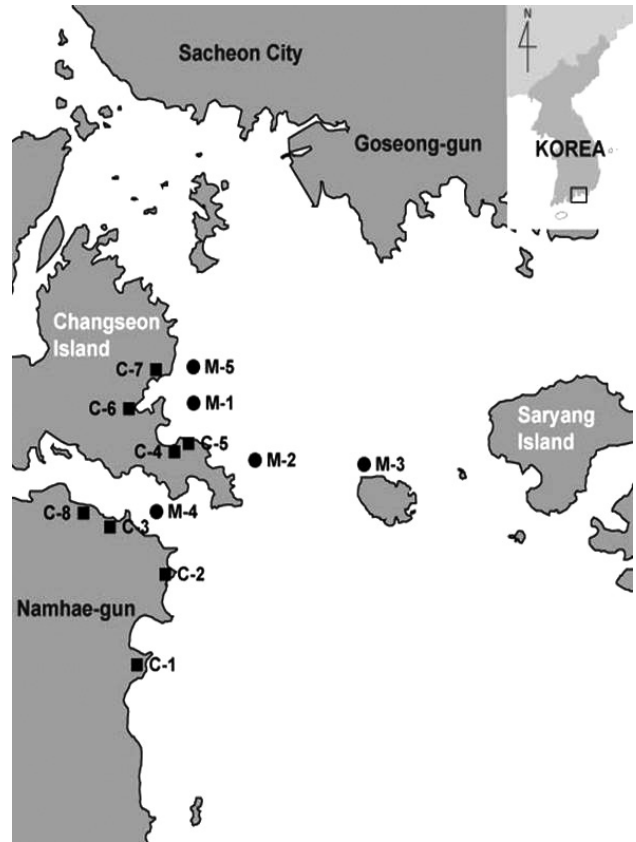 N
Sacheon City
Goseong-gun
KOREA
Changseon
Island
C-7
M-5
C-6
M-1
C-5
C-4
M-2
M-3
Saryang
Island
C-8
M-4
C-3
C-2
Namhae-gun
C-1